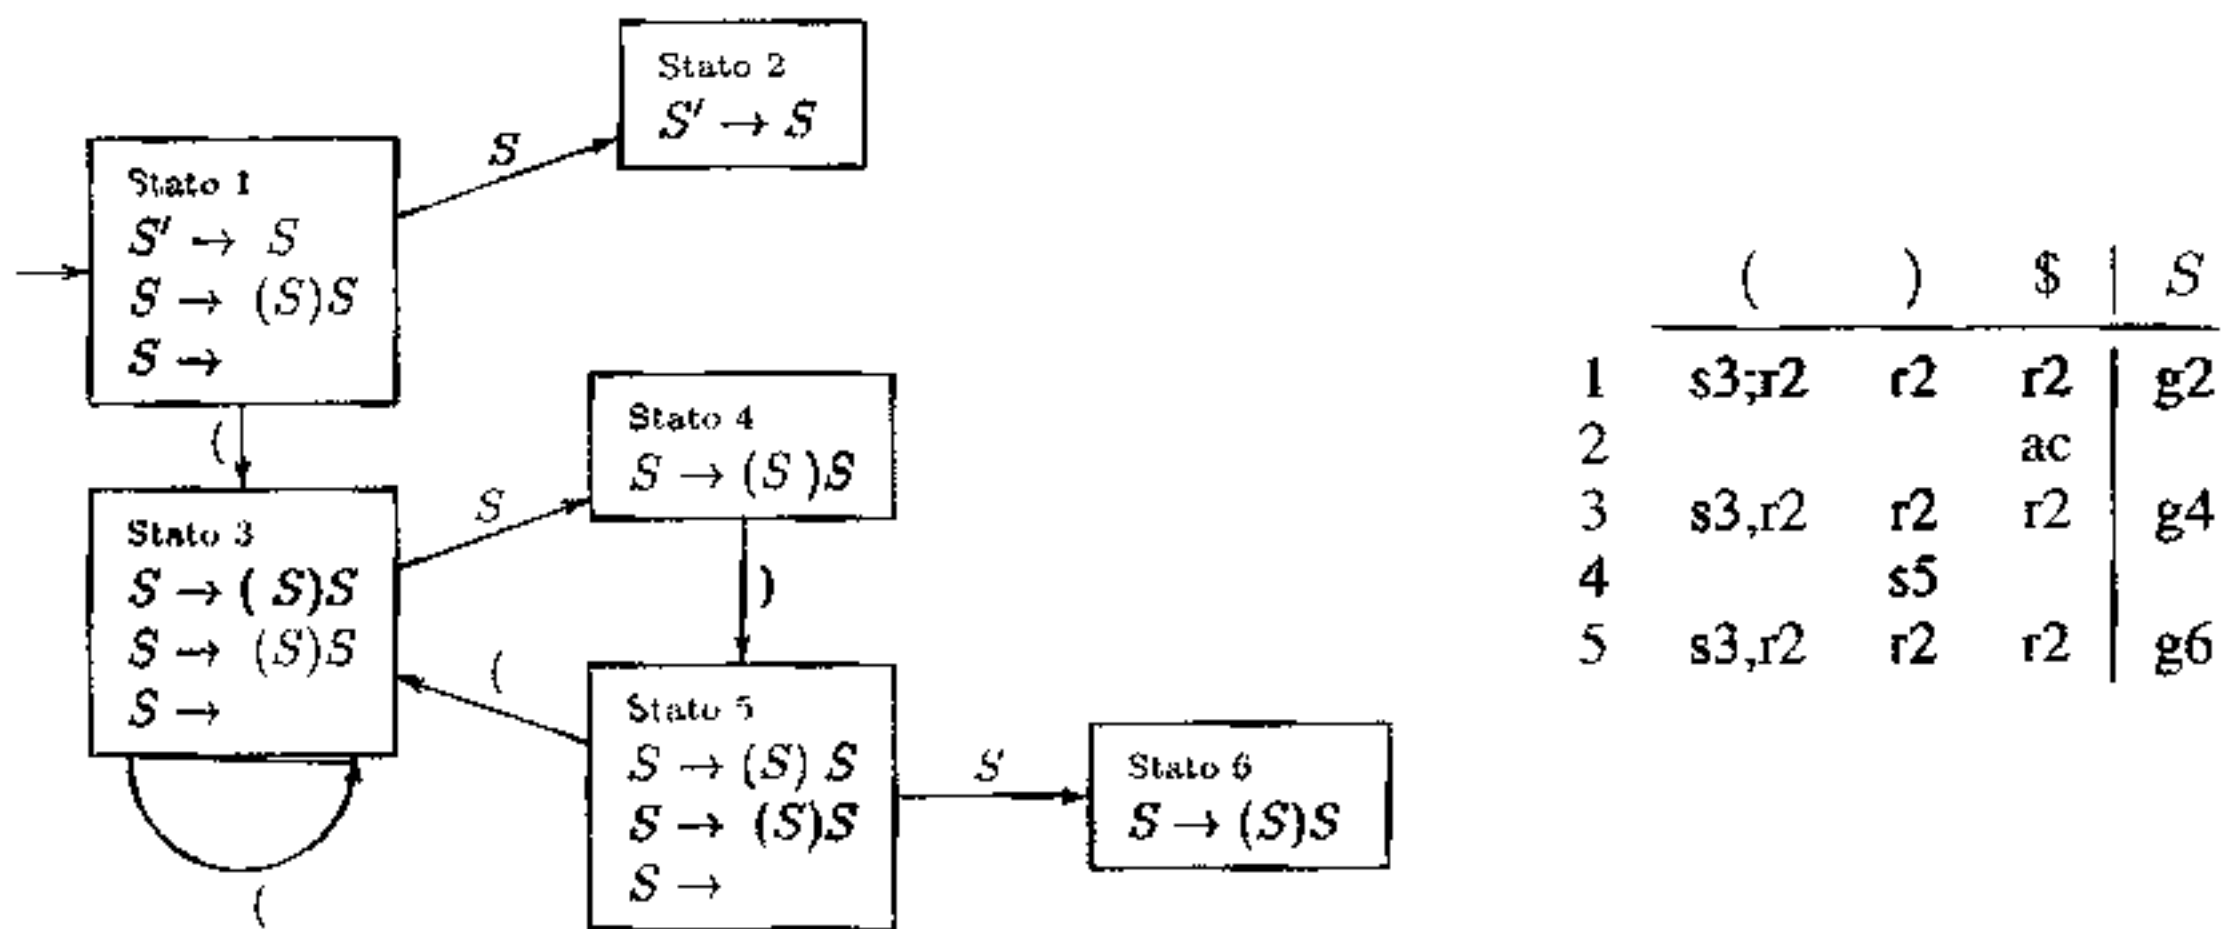 Stato 2
S′ → S
S
Stato 1
S′ → S
S → (S)S
S →
(
Stato 4
S → (S )S
S
Stato 3
S → ( S)S
S → (S)S
S →
)
(
Stato 5
S → (S) S
S → (S)S
S →
S
Stato 6
S → (S)S
(
( ) $ S
1 s3;r2 r2 r2 g2
2 ac
3 s3,r2 r2 r2 g4
4 s5
5 s3,r2 r2 r2 g6